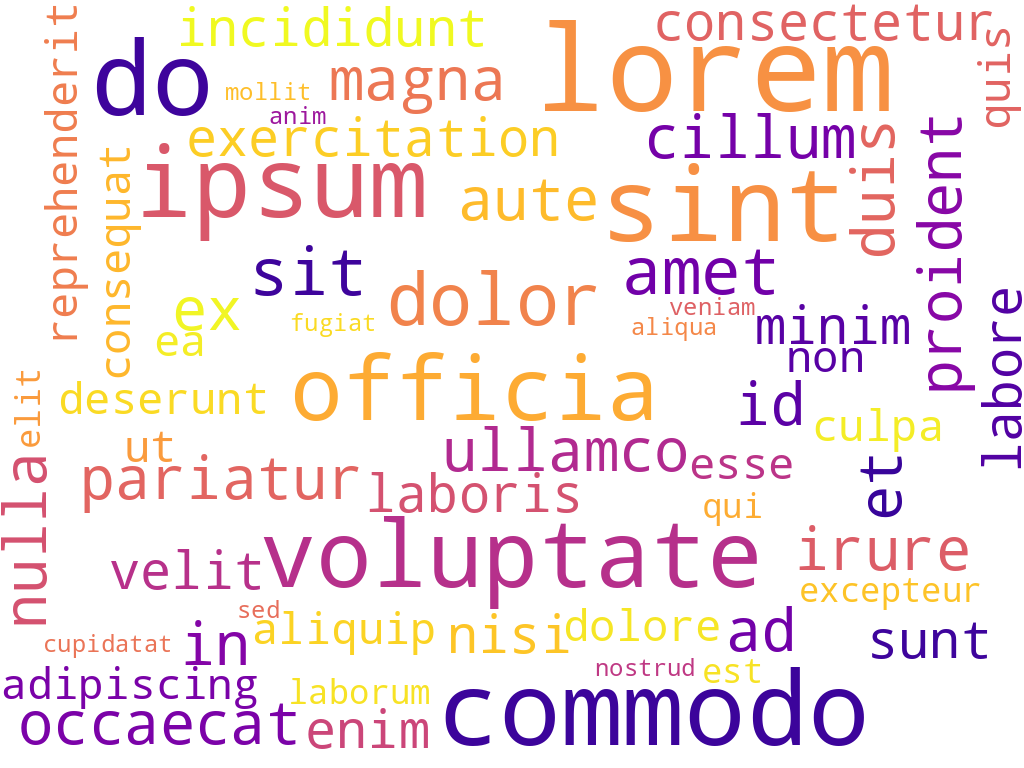 incididunt
consectetur
lorem
quis
reprehenderit
do
magna
mollit
anim
exercitation
cillum
duis
proident
consequat
ipsum
aute
sint
sit
amet
dolor
ex
fugiat
veniam
aliqua
minim
labore
ea
non
officia
elit
deserunt
id
culpa
ut
ullamco
esse
et
pariatur
laboris
nulla
qui
voluptate
irure
velit
excepteur
sed
aliquip
nisi
dolore
ad
sunt
cupidatat
in
nostrud
est
adipiscing
laborum
commodo
occaecat
enim